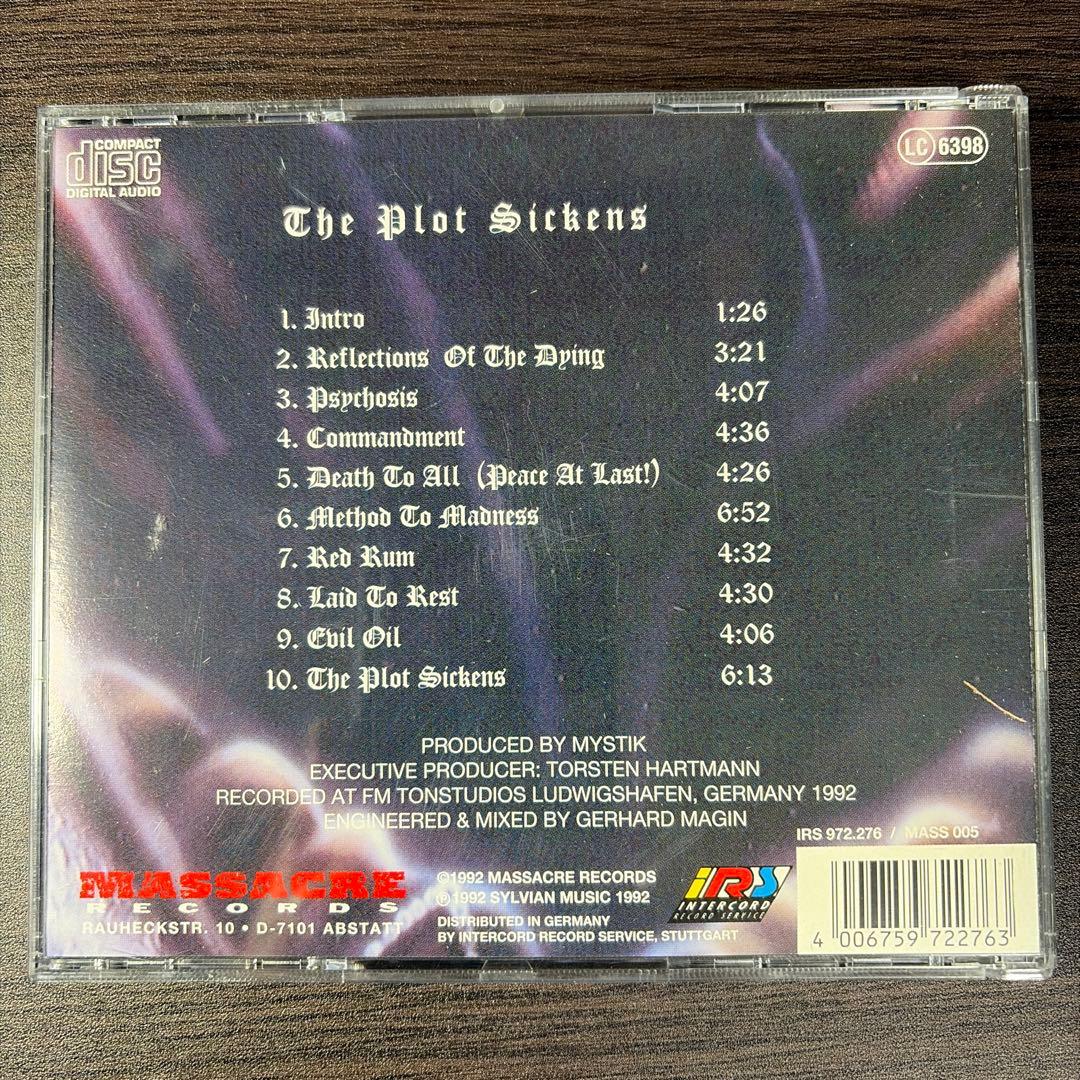 COMPACT
disc
DIGITAL AUDIO
LC 6398
The Plot Sickens
1. Intro 1:26
2. Reflections Of The Dying 3:21
3. Psychosis 4:07
4. Commandment 4:36
5. Death To All (Peace At Last!) 4:26
6. Method To Madness 6:52
7. Red Rum 4:32
8. Laid To Rest 4:30
9. Evil Oil 4:06
10. The Plot Sickens 6:13
PRODUCED BY MYSTIK
EXECUTIVE PRODUCER: TORSTEN HARTMANN
RECORDED AT FM TONSTUDIOS LUDWIGSHAFEN, GERMANY 1992
ENGINEERED & MIXED BY GERHARD MAGIN
IRS 972.276 / MASS 005
MASSACRE
RECORDS
RAUHECKSTR. 10 • D-7101 ABSTATT
©1992 MASSACRE RECORDS
℗1992 SYLVIAN MUSIC 1992
DISTRIBUTED IN GERMANY
BY INTERCORD RECORD SERVICE, STUTTGART
iRS
INTERCORD
RECORD SERVICE
4 006759 722763